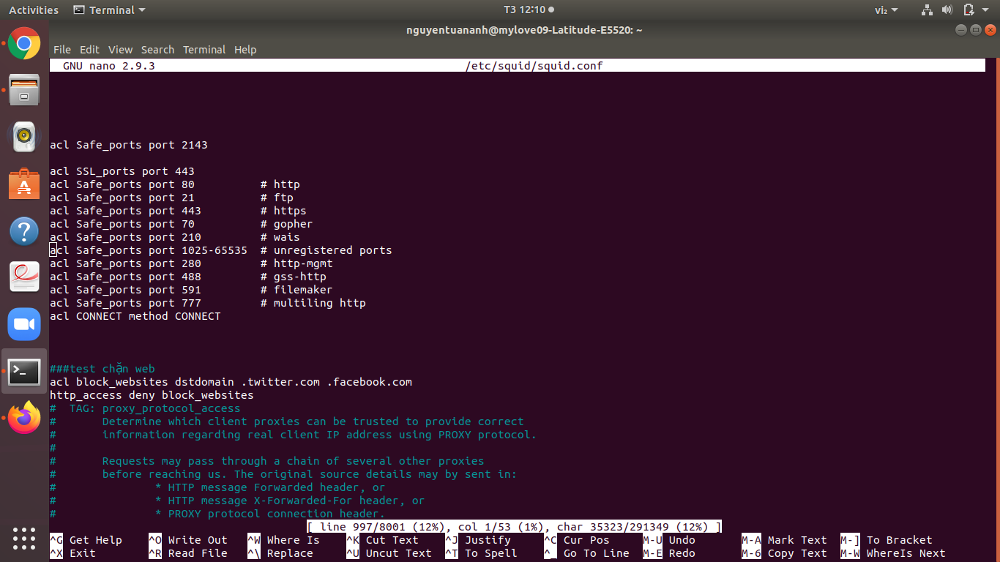 Activities Terminal T3 12:10 vi₂
nguyentuananh@mylove09-Latitude-E5520: ~
File Edit View Search Terminal Help
GNU nano 2.9.3 /etc/squid/squid.conf
acl Safe_ports port 2143
acl SSL_ports port 443
acl Safe_ports port 80 # http
acl Safe_ports port 21 # ftp
acl Safe_ports port 443 # https
acl Safe_ports port 70 # gopher
acl Safe_ports port 210 # wais
acl Safe_ports port 1025-65535 # unregistered ports
acl Safe_ports port 280 # http-mgmt
acl Safe_ports port 488 # gss-http
acl Safe_ports port 591 # filemaker
acl Safe_ports port 777 # multiling http
acl CONNECT method CONNECT
###test chặn web
acl block_websites dstdomain .twitter.com .facebook.com
http_access deny block_websites
# TAG: proxy_protocol_access
# Determine which client proxies can be trusted to provide correct
# information regarding real client IP address using PROXY protocol.
#
# Requests may pass through a chain of several other proxies
# before reaching us. The original source details may by sent in:
# * HTTP message Forwarded header, or
# * HTTP message X-Forwarded-For header, or
# * PROXY protocol connection header.
[ line 997/8001 (12%), col 1/53 (1%), char 35323/291349 (12%) ]
^G Get Help ^O Write Out ^W Where Is ^K Cut Text ^J Justify ^C Cur Pos M-U Undo M-A Mark Text M-] To Bracket
^X Exit ^R Read File ^\ Replace ^U Uncut Text ^T To Spell ^_ Go To Line M-E Redo M-6 Copy Text M-W WhereIs Next